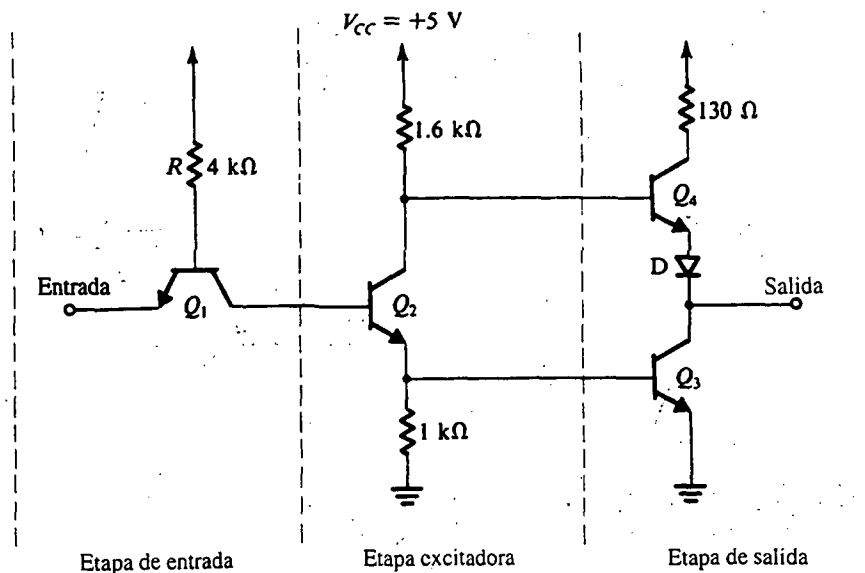 V_CC = +5 V
1.6 kΩ
130 Ω
R 4 kΩ
Q4
D
Entrada
Q1
Q2
Salida
Q3
1 kΩ
Etapa de entrada
Etapa excitadora
Etapa de salida